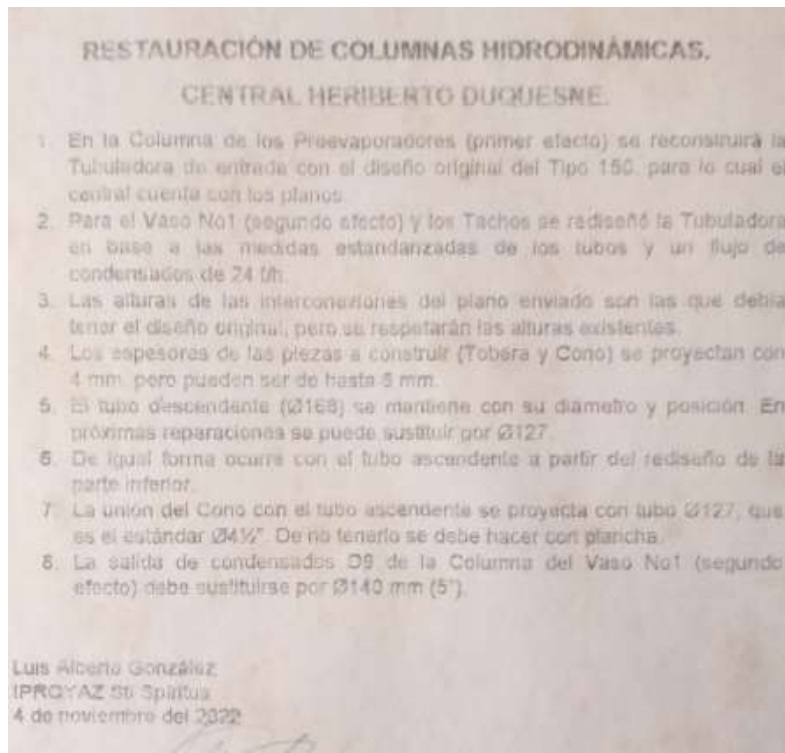 RESTAURACIÓN DE COLUMNAS HIDRODINÁMICAS.
CENTRAL HERIBERTO DUQUESNE.
1. En la Columna de los Preevaporadores (primer efecto) se reconstruirá la
Tubuladora de entrada con el diseño original del Tipo 150, para lo cual el
central cuenta con los planos.
2. Para el Vaso No1 (segundo efecto) y los Tachos se rediseñó la Tubuladora
en base a las medidas estandarizadas de los tubos y un flujo de
condensados de 24 t/h.
3. Las alturas de las interconexiones del plano enviado son las que debía
tener el diseño original, pero se respetarán las alturas existentes.
4. Los espesores de las piezas a construir (Tobera y Cono) se proyectan con
4 mm, pero pueden ser de hasta 6 mm.
5. El tubo descendente (Ø168) se mantiene con su diámetro y posición. En
próximas reparaciones se puede sustituir por Ø127.
6. De igual forma ocurre con el tubo ascendente a partir del rediseño de la
parte inferior.
7. La unión del Cono con el tubo ascendente se proyecta con tubo Ø127, que
es el estándar Ø4½". De no tenerlo se debe hacer con plancha.
8. La salida de condensados D9 de la Columna del Vaso No1 (segundo
efecto) debe sustituirse por Ø140 mm (5").
Luis Alberto González
IPROYAZ Sti Spíritus
4 de noviembre del 2022